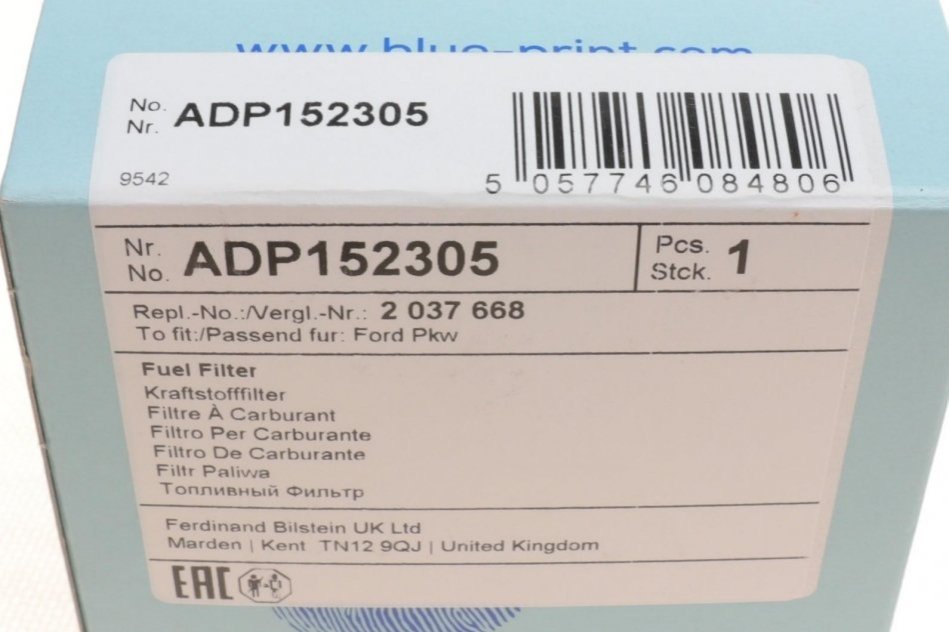 www.blue-print.com
No.
Nr. ADP152305
9542
5 057746 084806
Nr.
No. ADP152305
Pcs.
Stck. 1
Repl.-No.:/Vergl.-Nr.: 2 037 668
To fit:/Passend fur: Ford Pkw
Fuel Filter
Kraftstofffilter
Filtre À Carburant
Filtro Per Carburante
Filtro De Carburante
Filtr Paliwa
Топливный Фильтр
Ferdinand Bilstein UK Ltd
Marden | Kent TN12 9QJ | United Kingdom
EAC